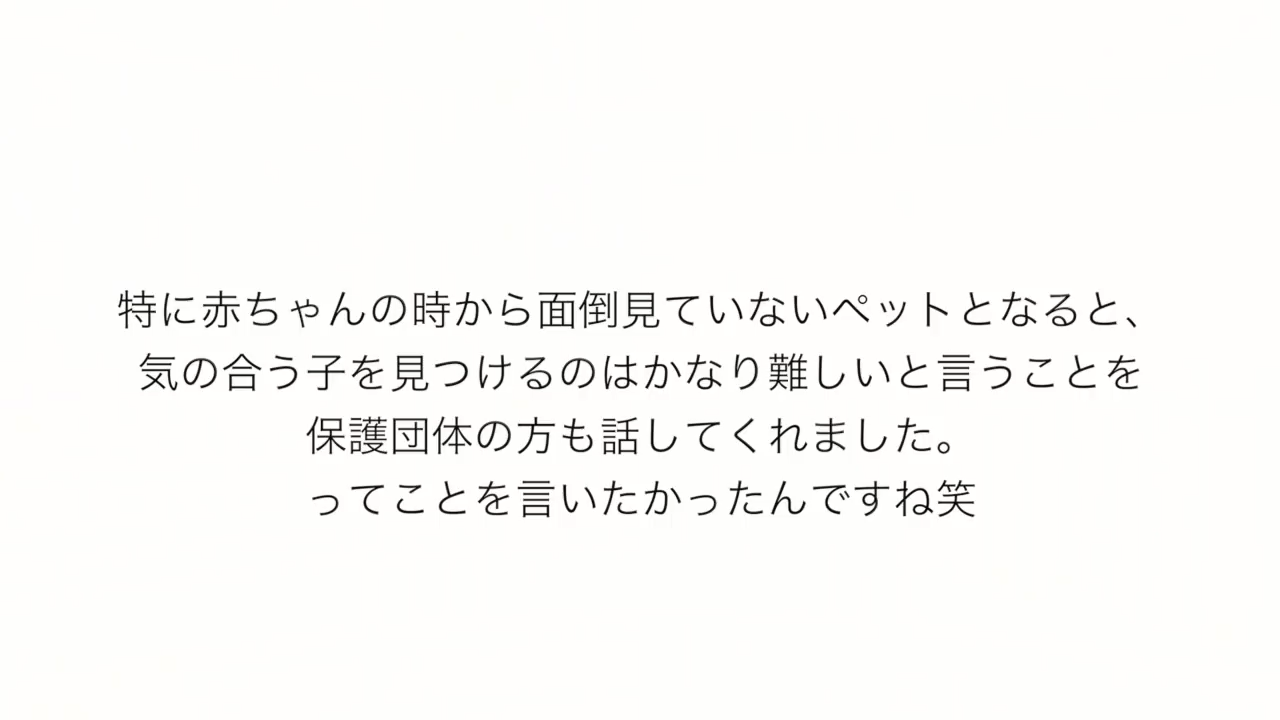 特に赤ちゃんの時から面倒見ていないペットとなると、
気の合う子を見つけるのはかなり難しいと言うことを
保護団体の方も話してくれました。
ってことを言いたかったんですね笑